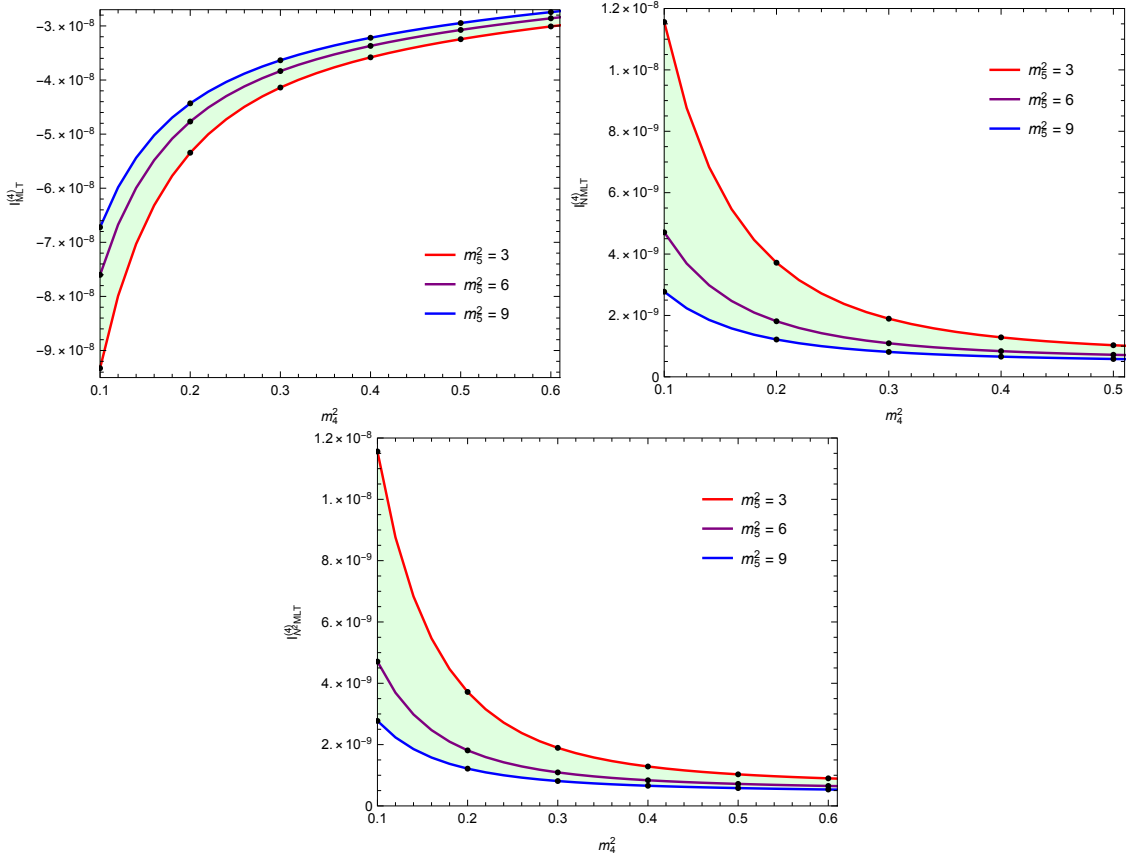 −3. × 10⁻⁸
−4. × 10⁻⁸
−5. × 10⁻⁸
−6. × 10⁻⁸
−7. × 10⁻⁸
−8. × 10⁻⁸
−9. × 10⁻⁸
I_MLT^(4)
m₅² = 3
m₅² = 6
m₅² = 9
0.1 0.2 0.3 0.4 0.5 0.6
m₄²
1.2 × 10⁻⁸
1. × 10⁻⁸
8. × 10⁻⁹
6. × 10⁻⁹
4. × 10⁻⁹
2. × 10⁻⁹
0
I_NMLT^(4)
m₅² = 3
m₅² = 6
m₅² = 9
0.1 0.2 0.3 0.4 0.5
m₄²
1.2 × 10⁻⁸
1. × 10⁻⁸
8. × 10⁻⁹
6. × 10⁻⁹
4. × 10⁻⁹
2. × 10⁻⁹
0
I_N²MLT^(4)
m₅² = 3
m₅² = 6
m₅² = 9
0.1 0.2 0.3 0.4 0.5 0.6
m₄²